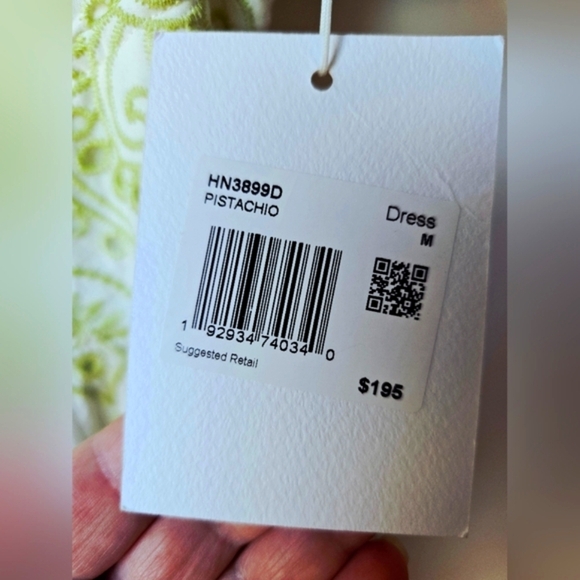 HN3899D
PISTACHIO
Dress
M
1 92934 74034 0
Suggested Retail
$195